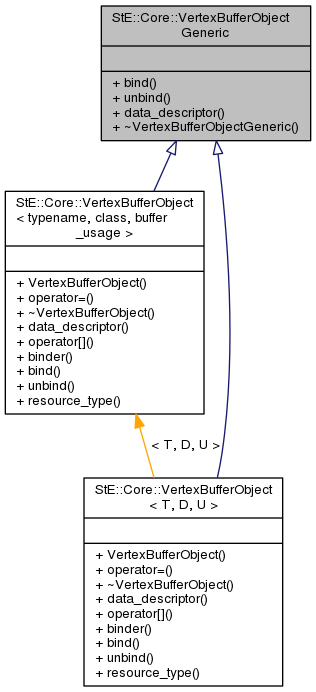 StE::Core::VertexBufferObject
Generic
+ bind()
+ unbind()
+ data_descriptor()
+ ~VertexBufferObjectGeneric()
StE::Core::VertexBufferObject
< typename, class, buffer
_usage >
+ VertexBufferObject()
+ operator=()
+ ~VertexBufferObject()
+ data_descriptor()
+ operator[]()
+ binder()
+ bind()
+ unbind()
+ resource_type()
< T, D, U >
StE::Core::VertexBufferObject
< T, D, U >
+ VertexBufferObject()
+ operator=()
+ ~VertexBufferObject()
+ data_descriptor()
+ operator[]()
+ binder()
+ bind()
+ unbind()
+ resource_type()